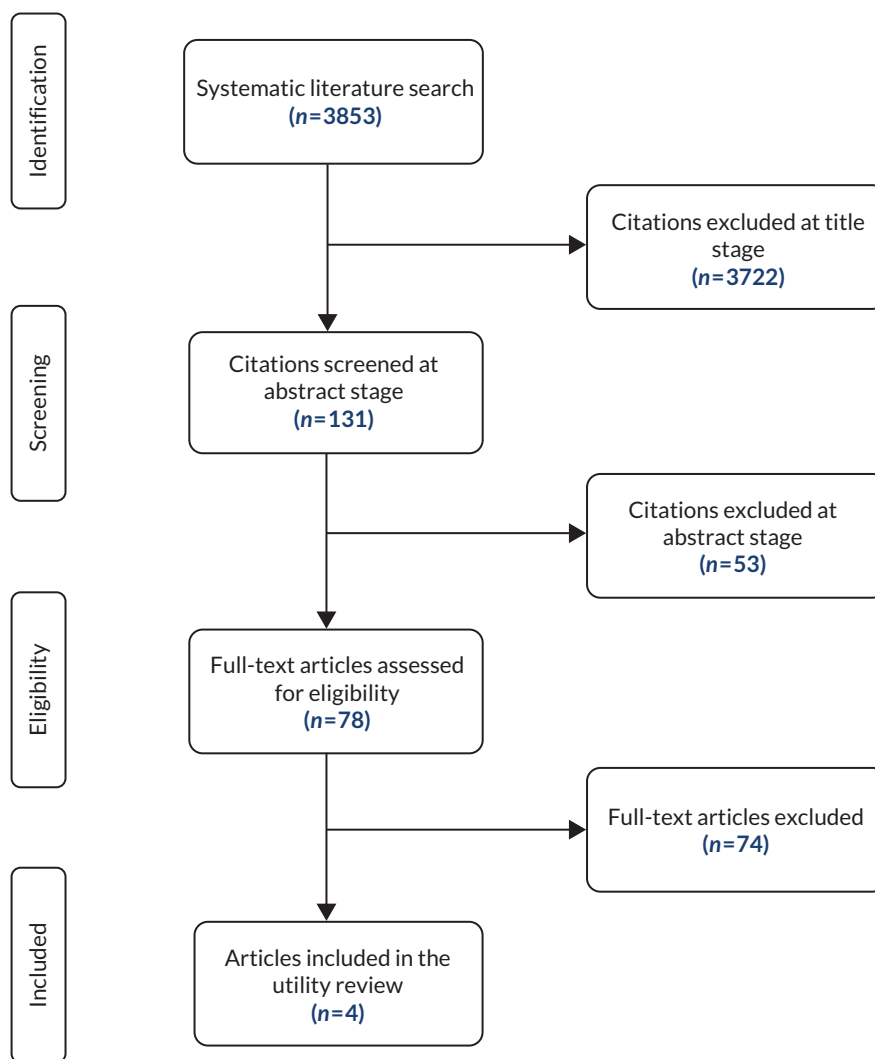 Identification
Systematic literature search
(n=3853)
Citations excluded at title
stage
(n=3722)
Screening
Citations screened at
abstract stage
(n=131)
Citations excluded at
abstract stage
(n=53)
Eligibility
Full-text articles assessed
for eligibility
(n=78)
Full-text articles excluded
(n=74)
Included
Articles included in the
utility review
(n=4)